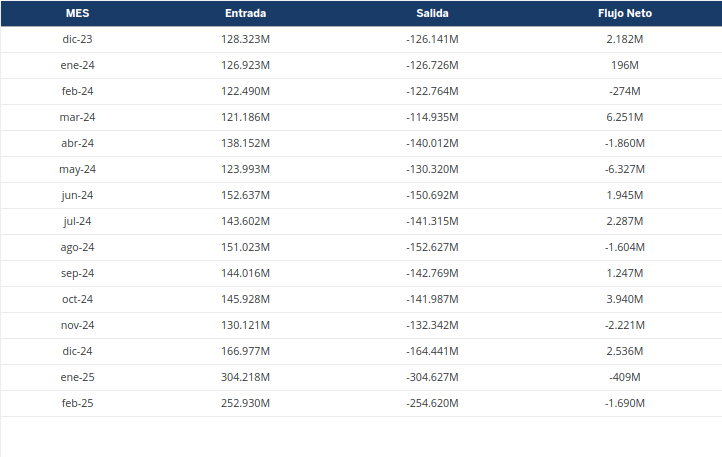 MES Entrada Salida Flujo Neto
dic-23 128.323M -126.141M 2.182M
ene-24 126.923M -126.726M 196M
feb-24 122.490M -122.764M -274M
mar-24 121.186M -114.935M 6.251M
abr-24 138.152M -140.012M -1.860M
may-24 123.993M -130.320M -6.327M
jun-24 152.637M -150.692M 1.945M
jul-24 143.602M -141.315M 2.287M
ago-24 151.023M -152.627M -1.604M
sep-24 144.016M -142.769M 1.247M
oct-24 145.928M -141.987M 3.940M
nov-24 130.121M -132.342M -2.221M
dic-24 166.977M -164.441M 2.536M
ene-25 304.218M -304.627M -409M
feb-25 252.930M -254.620M -1.690M